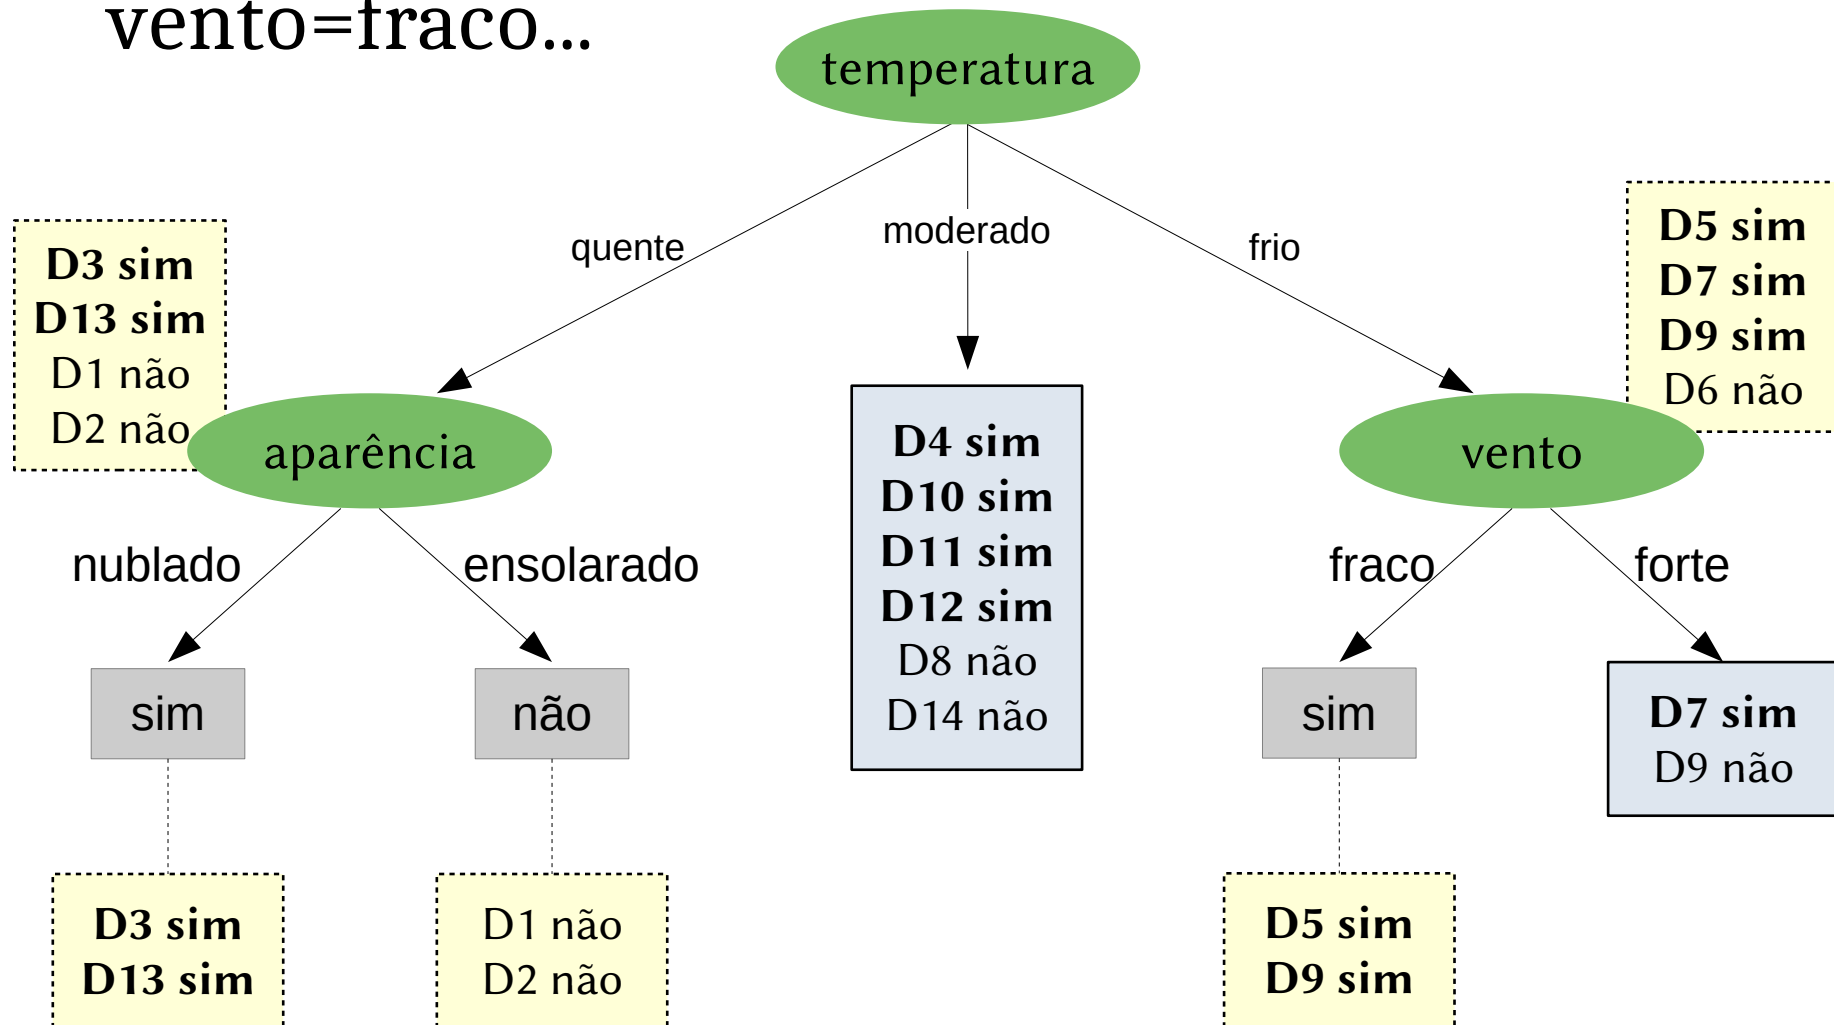 vento=fraco...
temperatura
quente
moderado
frio
D3 sim
D13 sim
D1 não
D2 não
D5 sim
D7 sim
D9 sim
D6 não
aparência
D4 sim
D10 sim
D11 sim
D12 sim
D8 não
D14 não
vento
nublado
ensolarado
fraco
forte
sim
não
sim
D7 sim
D9 não
D3 sim
D13 sim
D1 não
D2 não
D5 sim
D9 sim